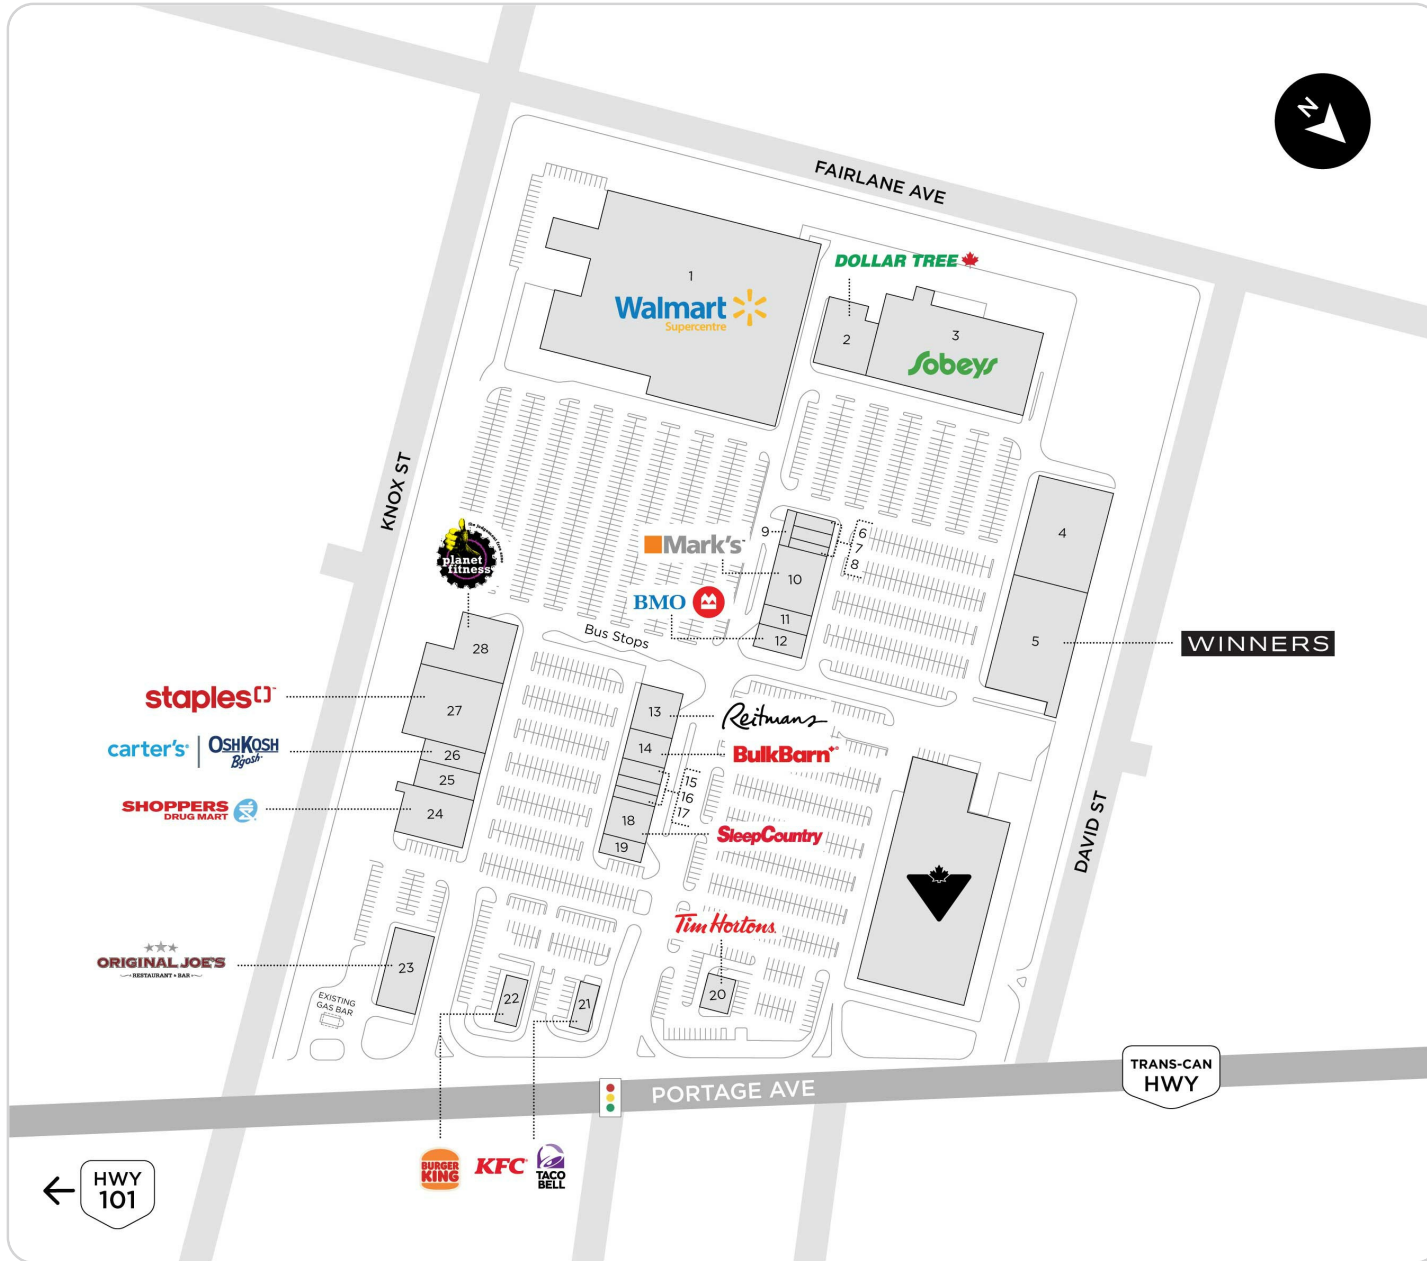 N
FAIRLANE AVE
DOLLAR TREE
1
Walmart
Supercentre
2
3
Sobeys
KNOX ST
the judgement free zone
planet
fitness
4
5
WINNERS
Mark's
9
6
7
8
10
BMO
11
12
Bus Stops
28
staples
27
carter's
OSHKOSH
B'gosh
26
25
SHOPPERS
DRUG MART
24
13
Reitmans
14
BulkBarn
15
16
17
18
SleepCountry
19
DAVID ST
Tim Hortons
20
ORIGINAL JOE'S
RESTAURANT • BAR
23
EXISTING
GAS BAR
22
21
PORTAGE AVE
TRANS-CAN
HWY
BURGER
KING
KFC
TACO
BELL
HWY
101